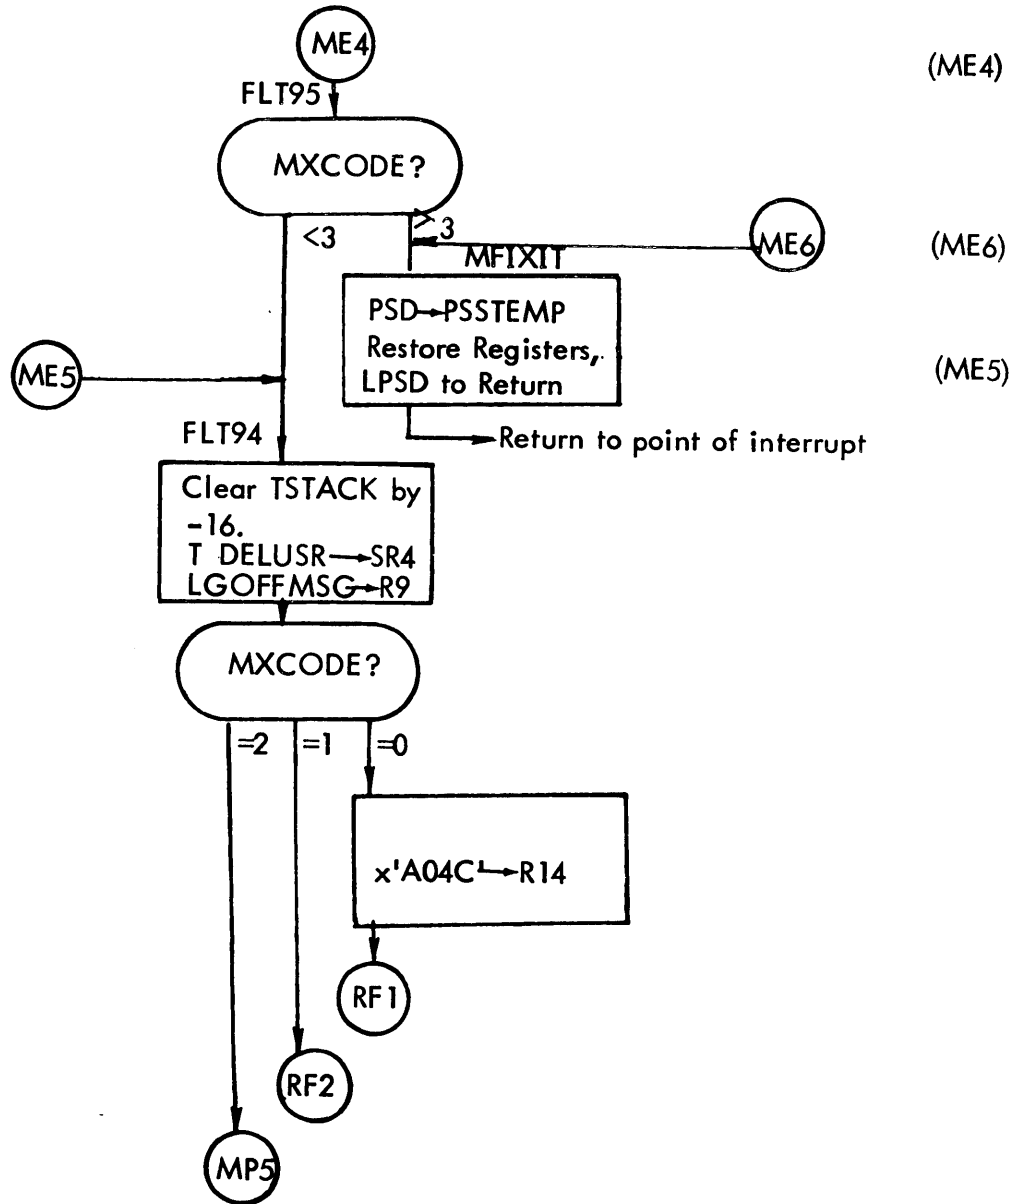 ME4
(ME4)
FLT95
MXCODE?
<3
≥3
ME6
(ME6)
MFIXIT
PSD→PSSTEMP
Restore Registers,
LPSD to Return
ME5
(ME5)
FLT94
Return to point of interrupt
Clear TSTACK by
-16.
T DELUSR→SR4
LGOFFMSG→R9
MXCODE?
=2
=1
=0
x'A04C'→R14
RF1
RF2
MP5